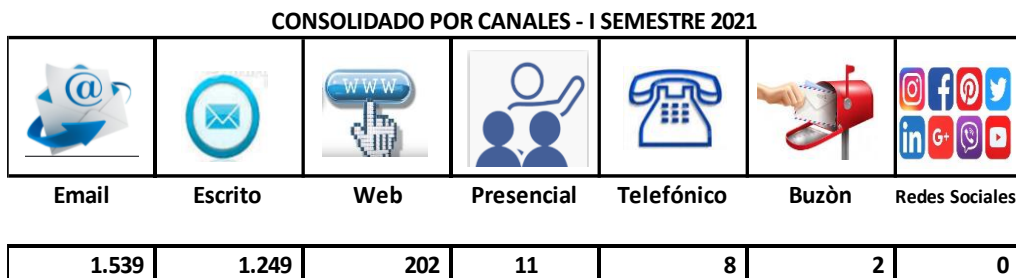 CONSOLIDADO POR CANALES - I SEMESTRE 2021
@ WWW
in G+
Email Escrito Web Presencial Telefónico Buzòn Redes Sociales
1.539 1.249 202 11 8 2 0